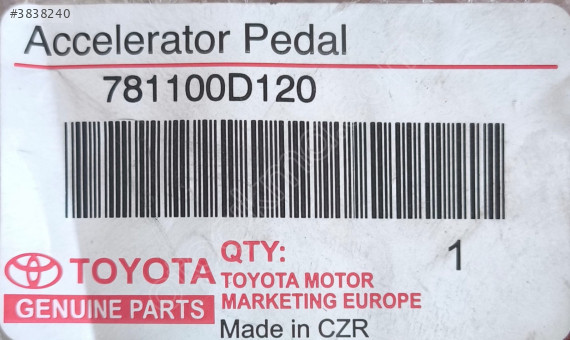 #3838240
Accelerator Pedal
781100D120
QTY: 1
TOYOTA
TOYOTA MOTOR
MARKETING EUROPE
GENUINE PARTS
Made in CZR